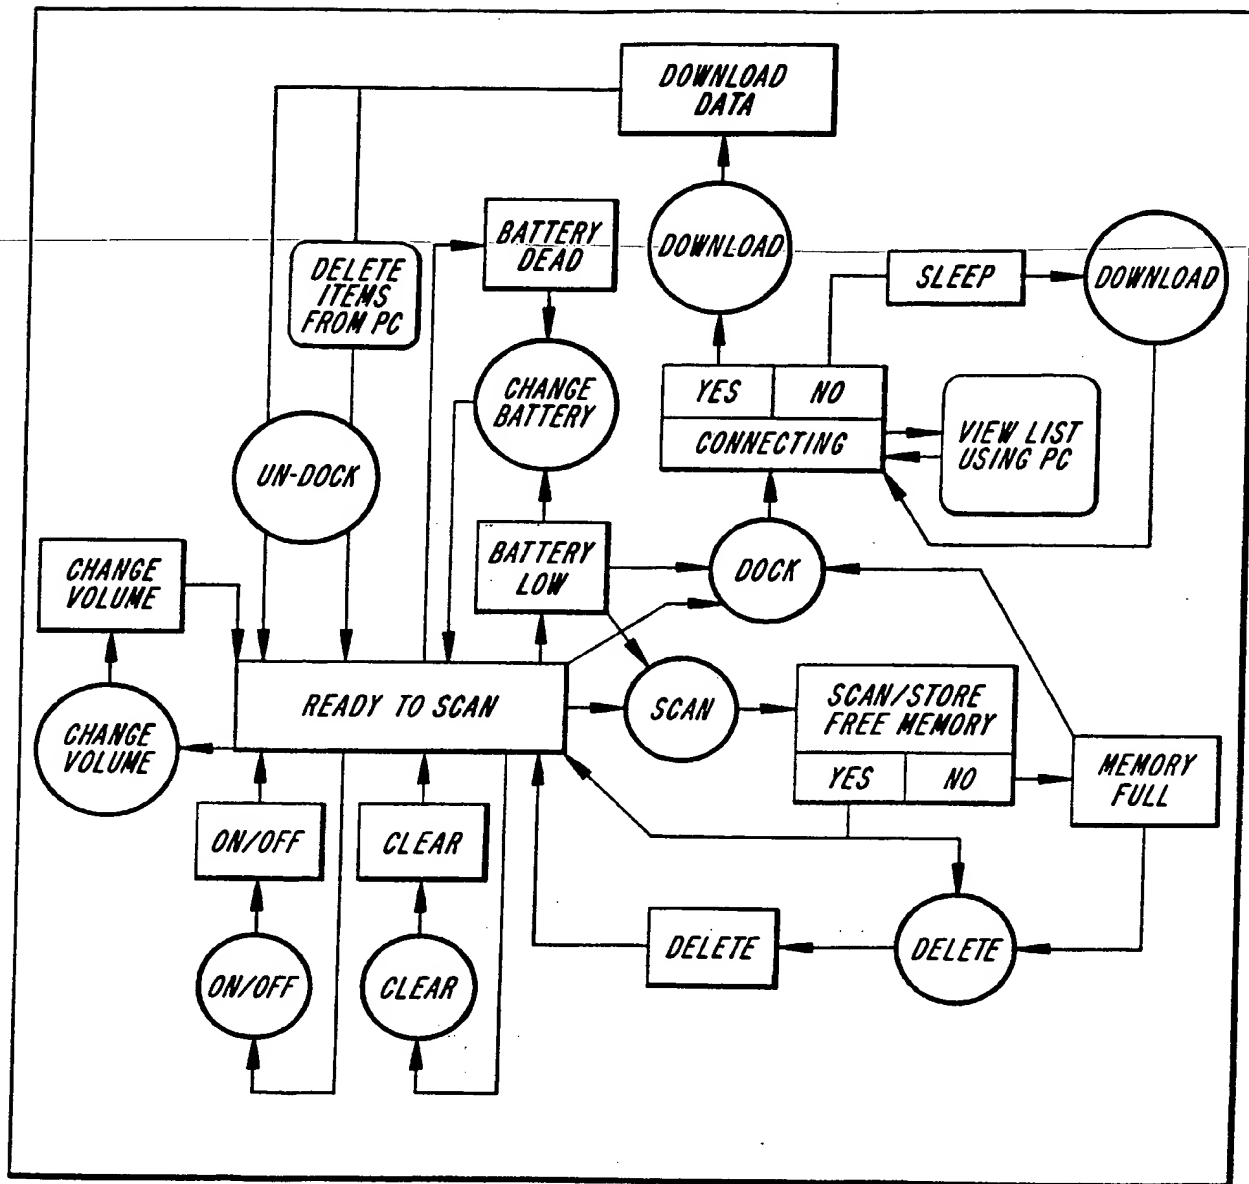 DOWNLOAD
DATA
BATTERY
DEAD
DOWNLOAD
DELETE
ITEMS
FROM PC
SLEEP
DOWNLOAD
CHANGE
BATTERY
YES
NO
CONNECTING
VIEW LIST
USING PC
UN-DOCK
CHANGE
VOLUME
BATTERY
LOW
DOCK
READY TO SCAN
SCAN
SCAN/STORE
FREE MEMORY
YES
NO
CHANGE
VOLUME
MEMORY
FULL
ON/OFF
CLEAR
DELETE
DELETE
ON/OFF
CLEAR